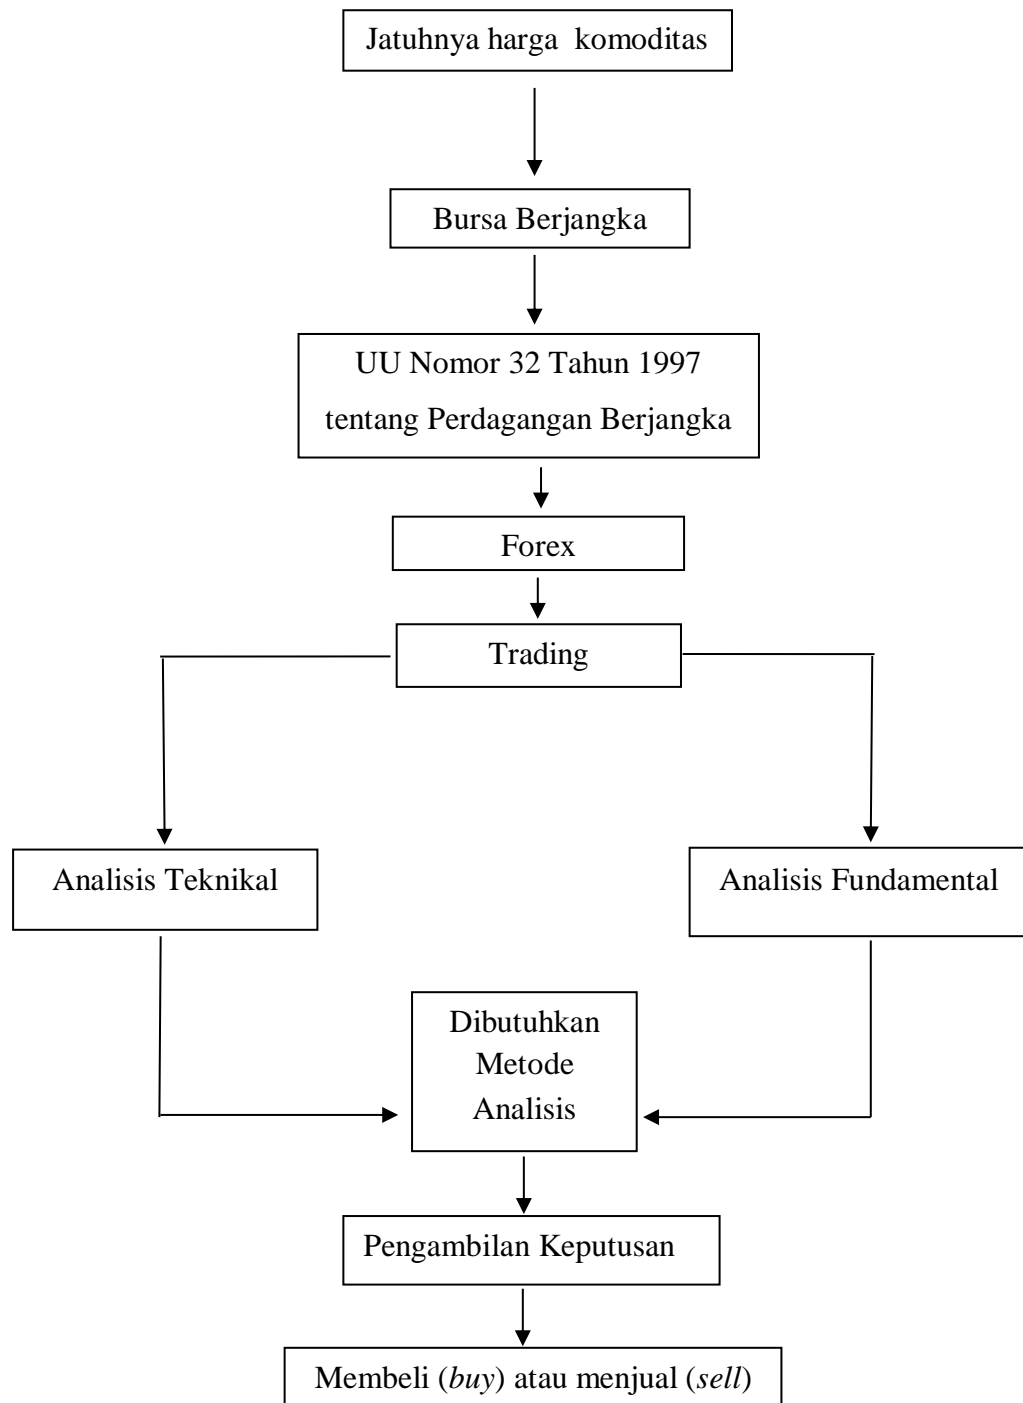 Jatuhnya harga  komoditas
Bursa Berjangka
UU Nomor 32 Tahun 1997
tentang Perdagangan Berjangka
Forex
Trading
Analisis Teknikal
Analisis Fundamental
Dibutuhkan
Metode
Analisis
Pengambilan Keputusan
Membeli (buy) atau menjual (sell)